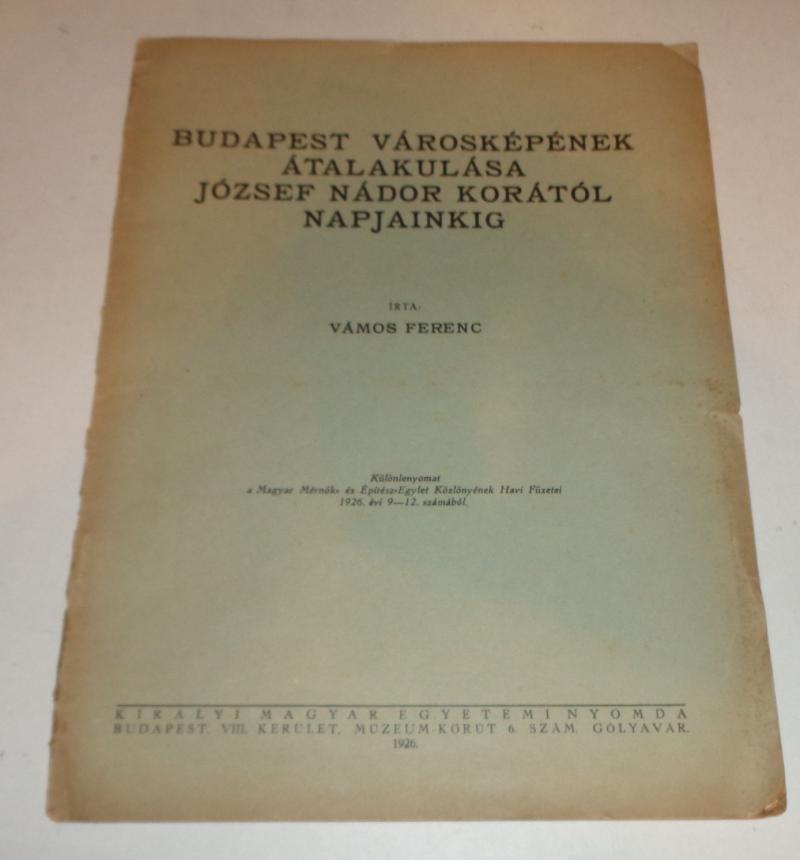 BUDAPEST VÁROSKÉPÉNEK
ÁTALAKULÁSA
JÓZSEF NÁDOR KORÁTÓL
NAPJAINKIG
ÍRTA:
VÁMOS FERENC
Különlenyomat
a Magyar Mérnök- és Építész-Egylet Közlönyének Havi Füzetei
1926. évi 9—12. számából.
KIRÁLYI MAGYAR EGYETEMI NYOMDA
BUDAPEST, VIII. KERÜLET, MÚZEUM-KÖRÚT 6. SZÁM. GÓLYAVÁR.
1926.